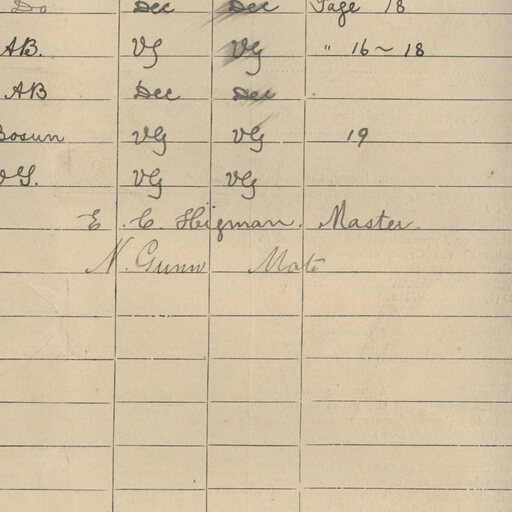 Do Dec Dec Page 18
AB. VG VG " 16~18
AB Dec Dec
Bosun VG VG 19
VG VG
E. C. Higman. Master.
N. Gunn Mate